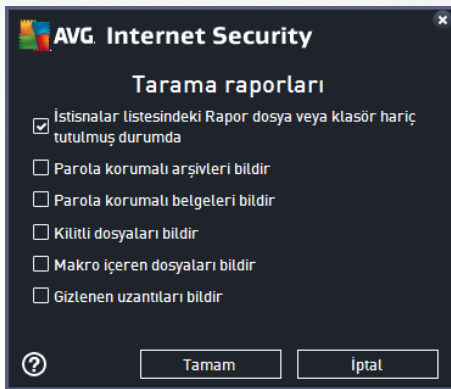 AVG Internet Security
Tarama raporları
İstisnalar listesindeki Rapor dosya veya klasör hariç
tutulmuş durumda
Parola korumalı arşivleri bildir
Parola korumalı belgeleri bildir
Kilitli dosyaları bildir
Makro içeren dosyaları bildir
Gizlenen uzantıları bildir
?
Tamam
İptal